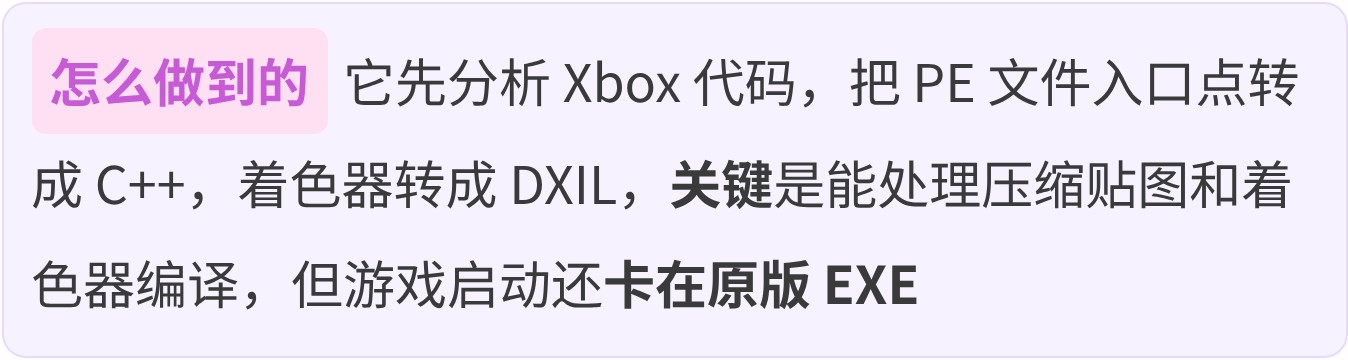 怎么做到的 它先分析 Xbox 代码，把 PE 文件入口点转
成 C++，着色器转成 DXIL，关键是能处理压缩贴图和着
色器编译，但游戏启动还卡在原版 EXE